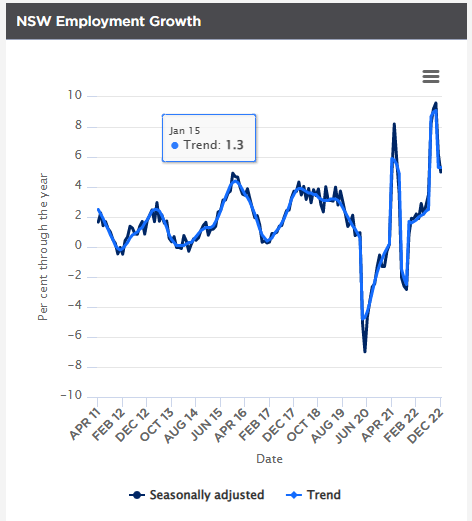 NSW Employment Growth
Jan 15
Trend: 1.3
Per cent through the year
10
8
6
4
2
0
−2
−4
−6
−8
−10
APR 11
FEB 12
DEC 12
OCT 13
AUG 14
JUN 15
APR 16
FEB 17
DEC 17
OCT 18
AUG 19
JUN 20
APR 21
FEB 22
DEC 22
Date
Seasonally adjusted Trend